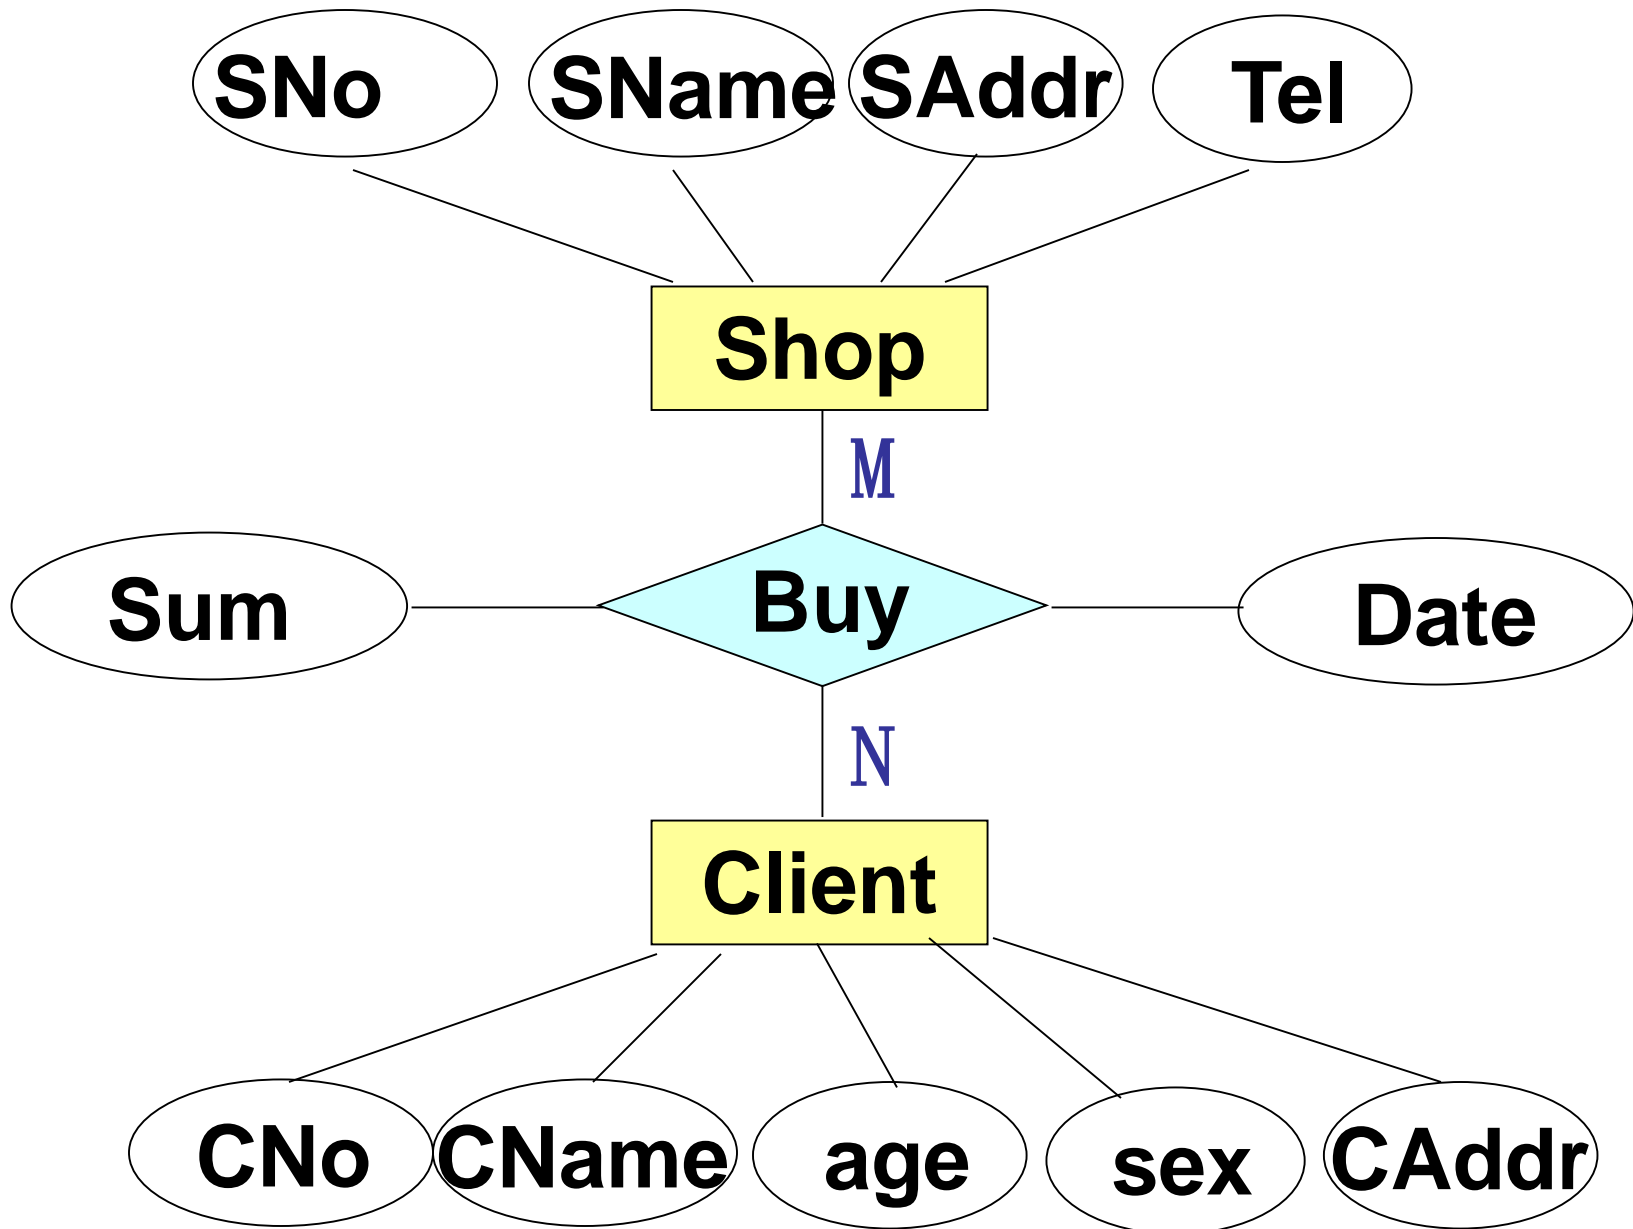 SNo SName SAddr Tel
Shop
M
Sum Buy Date
N
Client
CNo CName age sex CAddr